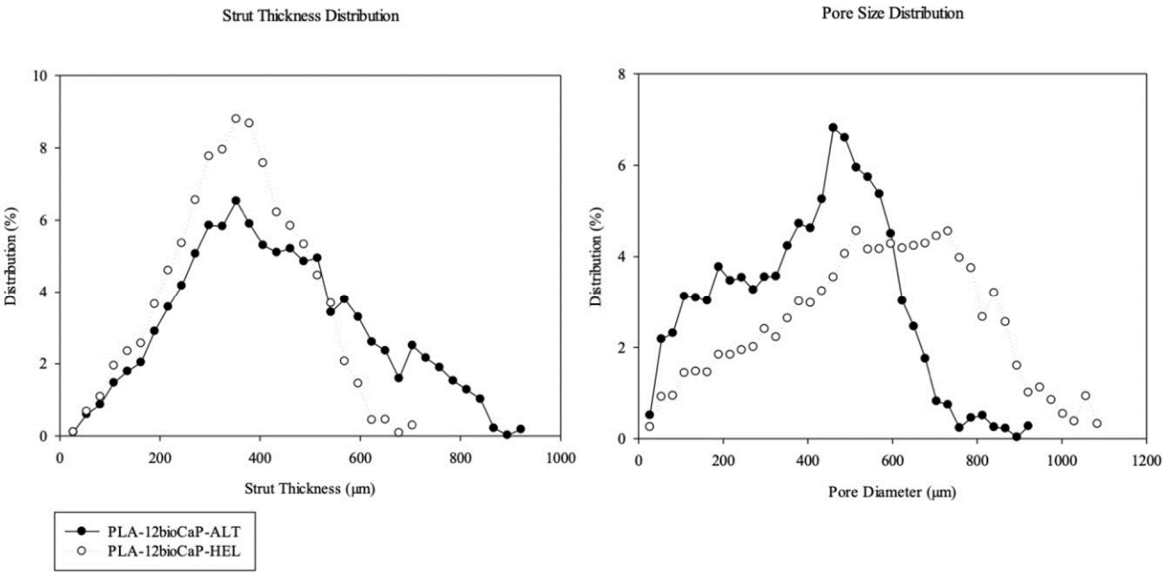 Strut Thickness Distribution
10
8
6
4
2
0
Distribution (%)
0 200 400 600 800 1000
Strut Thickness (µm)
Pore Size Distribution
8
6
4
2
0
Distribution (%)
0 200 400 600 800 1000 1200
Pore Diameter (µm)
PLA-12bioCaP-ALT
PLA-12bioCaP-HEL